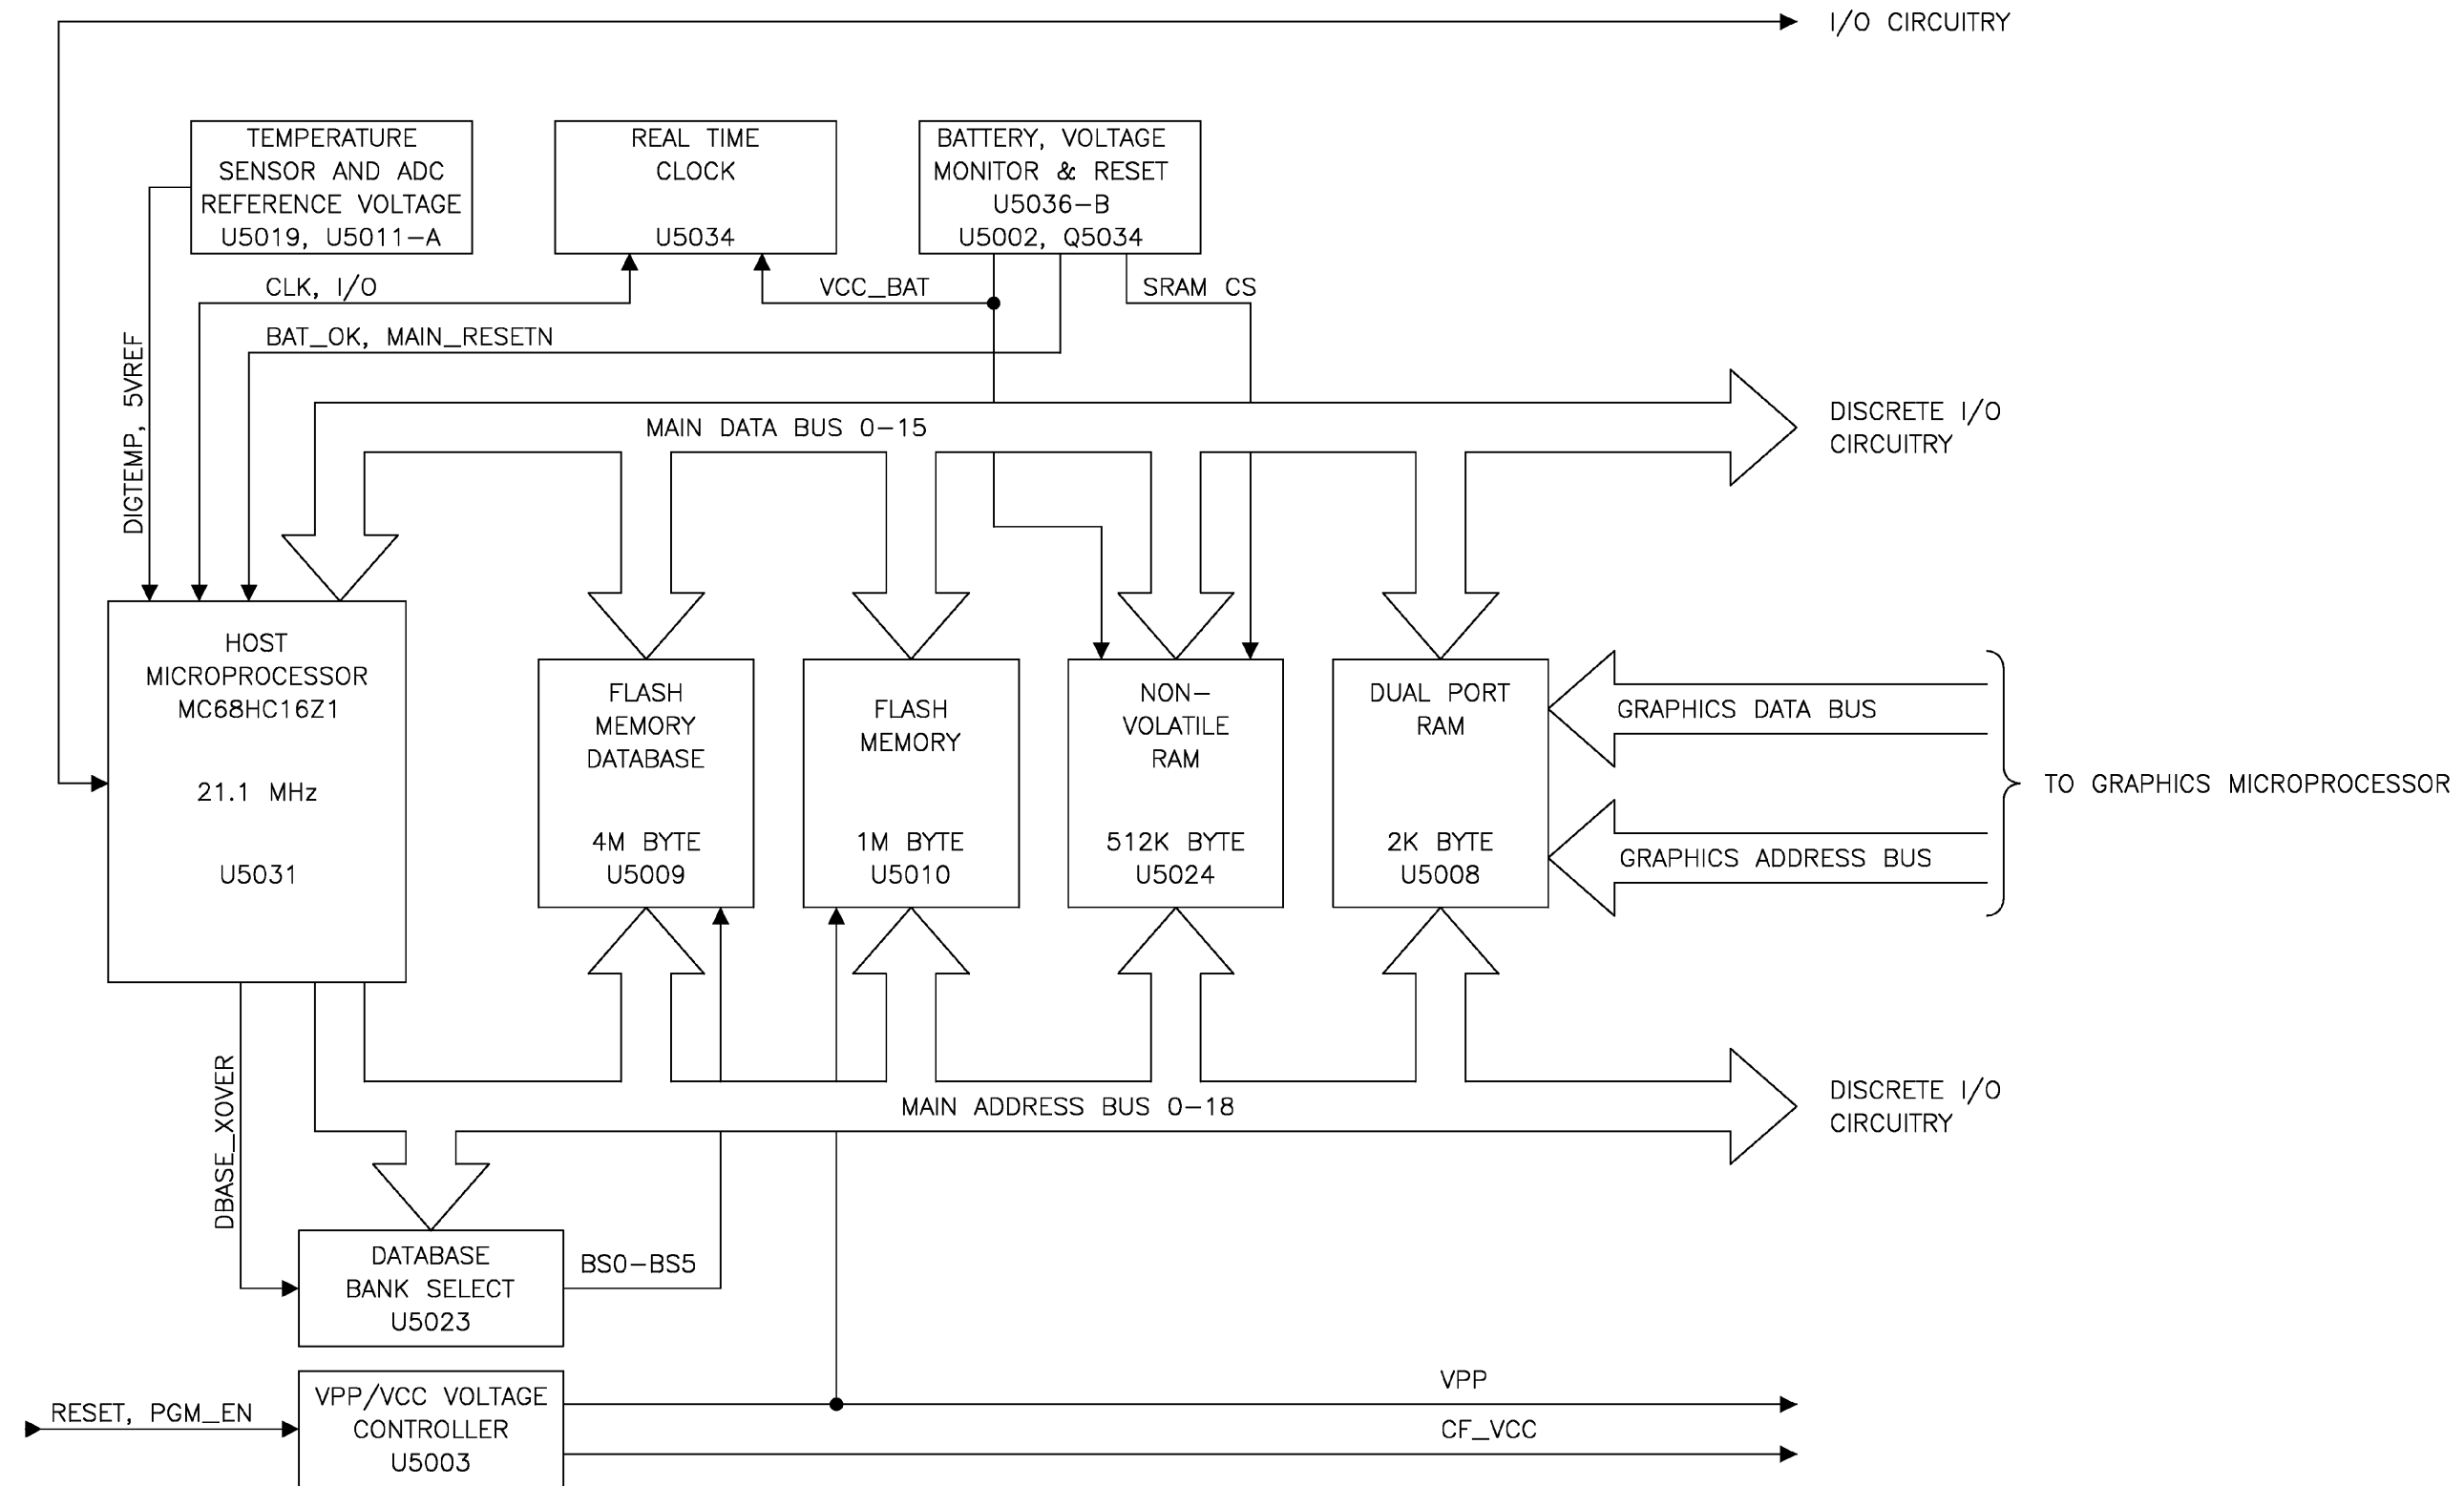 I/O CIRCUITRY
TEMPERATURE
SENSOR AND ADC
REFERENCE VOLTAGE
U5019, U5011-A
REAL TIME
CLOCK
U5034
BATTERY, VOLTAGE
MONITOR & RESET
U5036-B
U5002, Q5034
CLK, I/O
VCC_BAT
SRAM CS
BAT_OK, MAIN_RESETN
DIGTEMP, 5VREF
MAIN DATA BUS 0-15
DISCRETE I/O
CIRCUITRY
HOST
MICROPROCESSOR
MC68HC16Z1
21.1 MHz
U5031
FLASH
MEMORY
DATABASE
4M BYTE
U5009
FLASH
MEMORY
1M BYTE
U5010
NON-
VOLATILE
RAM
512K BYTE
U5024
DUAL PORT
RAM
2K BYTE
U5008
GRAPHICS DATA BUS
GRAPHICS ADDRESS BUS
TO GRAPHICS MICROPROCESSOR
MAIN ADDRESS BUS 0-18
DISCRETE I/O
CIRCUITRY
DBASE_XOVER
DATABASE
BANK SELECT
U5023
BS0-BS5
RESET, PGM_EN
VPP/VCC VOLTAGE
CONTROLLER
U5003
VPP
CF_VCC